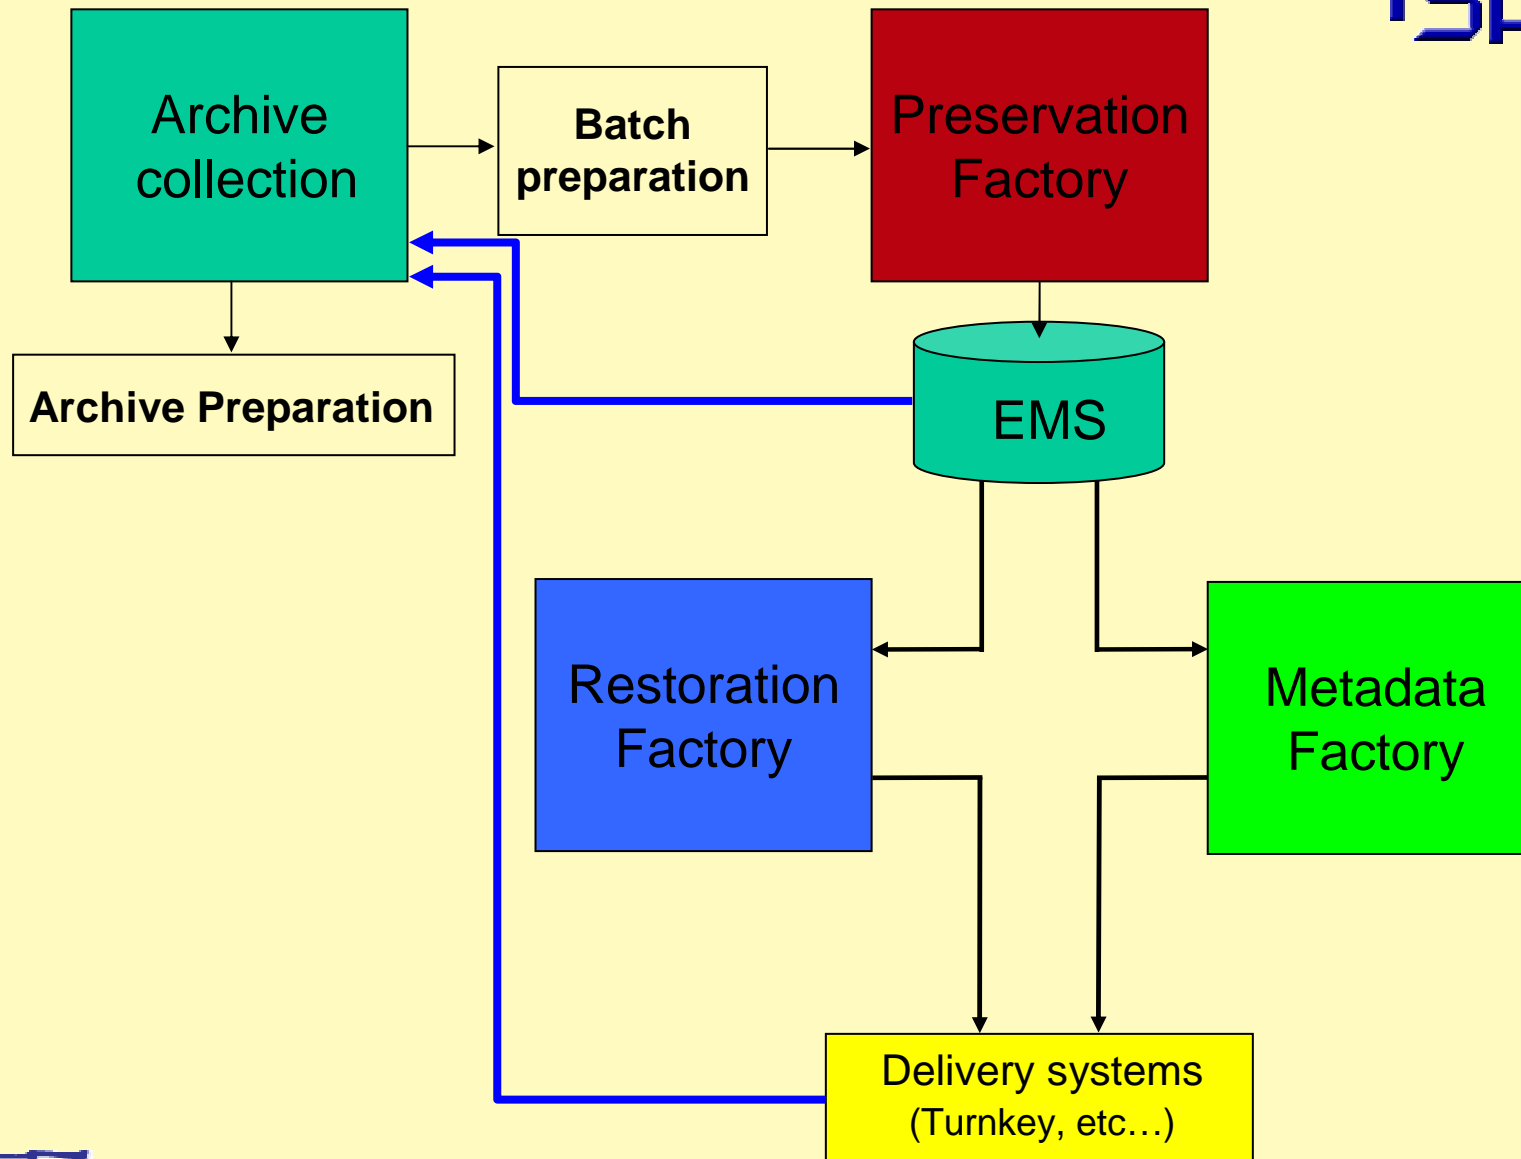 Archive
collection
Batch
preparation
Preservation
Factory
Archive Preparation
EMS
Restoration
Factory
Metadata
Factory
Delivery systems
(Turnkey, etc…)